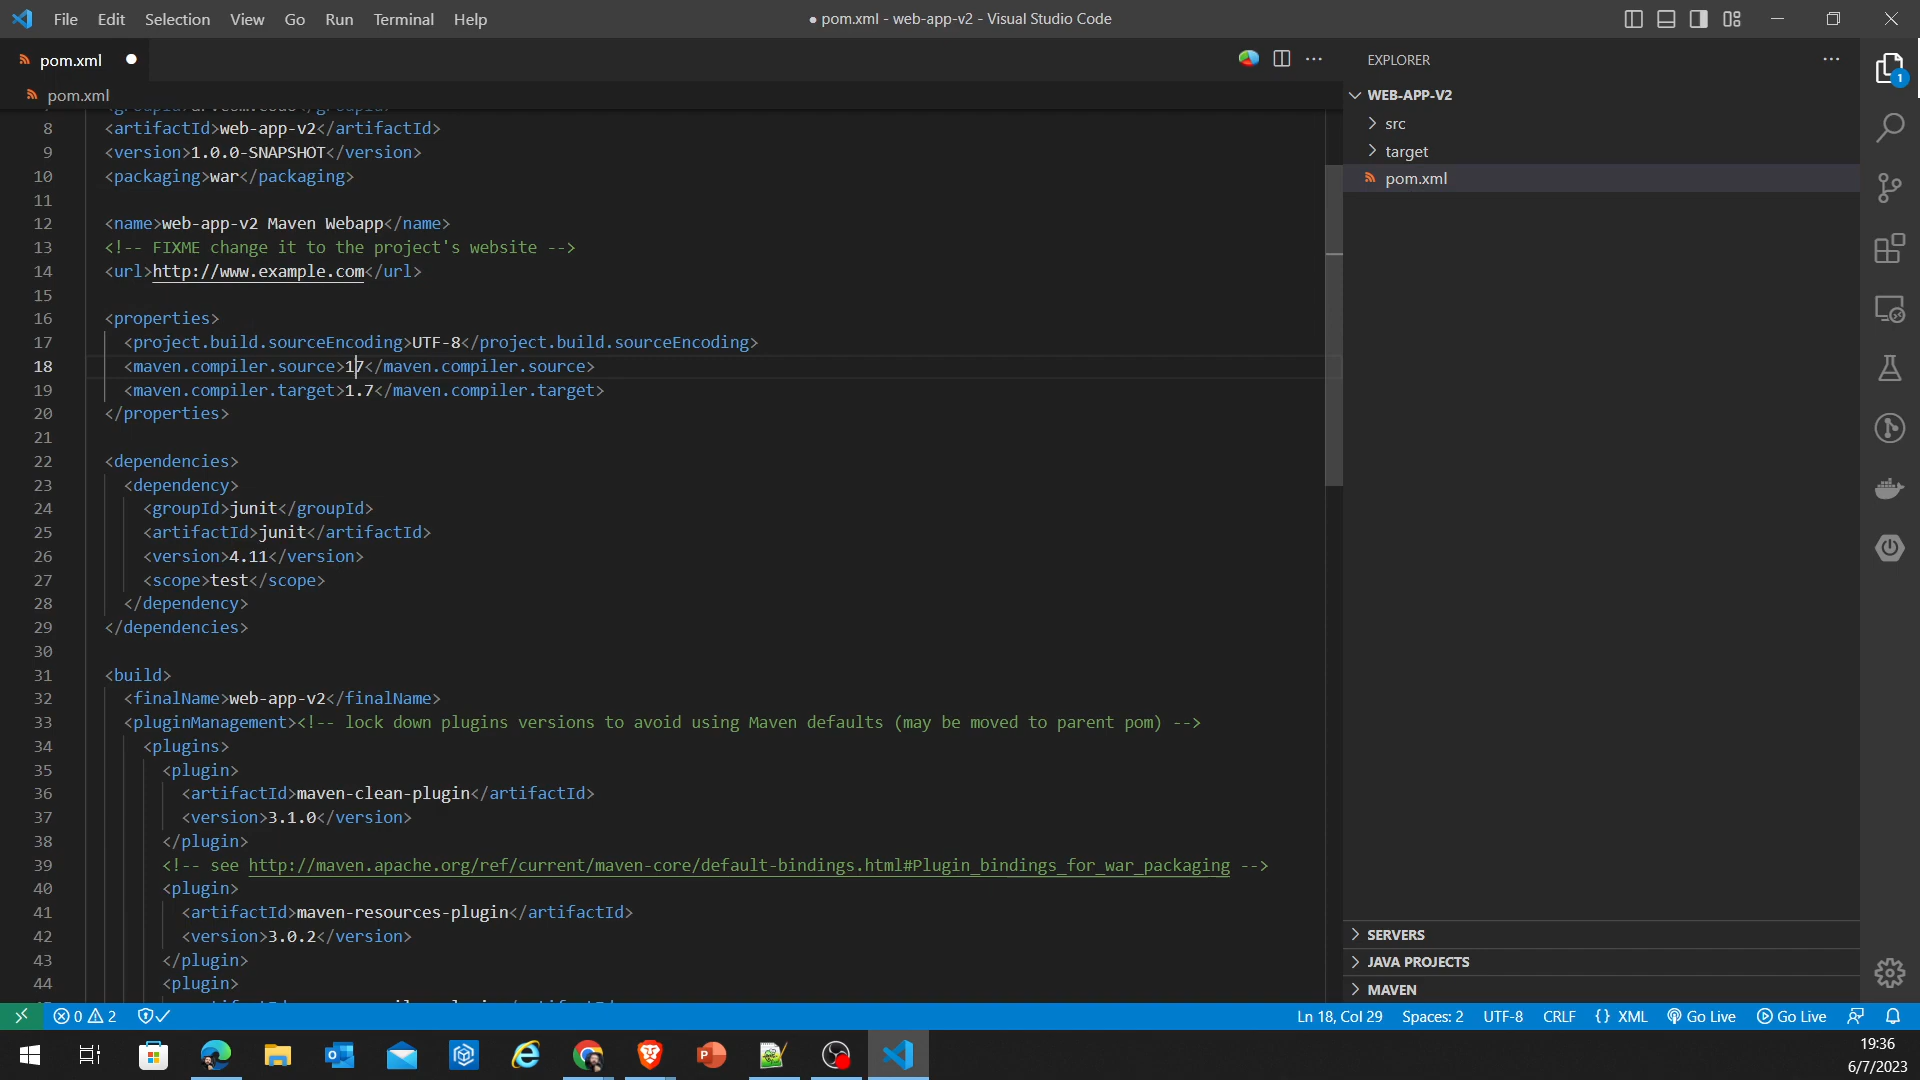 File Edit Selection View Go Run Terminal Help
● pom.xml - web-app-v2 - Visual Studio Code
pom.xml
pom.xml
8 <artifactId>web-app-v2</artifactId>
9 <version>1.0.0-SNAPSHOT</version>
10 <packaging>war</packaging>
11
12 <name>web-app-v2 Maven Webapp</name>
13 <!-- FIXME change it to the project's website -->
14 <url>http://www.example.com</url>
15
16 <properties>
17 <project.build.sourceEncoding>UTF-8</project.build.sourceEncoding>
18 <maven.compiler.source>17</maven.compiler.source>
19 <maven.compiler.target>1.7</maven.compiler.target>
20 </properties>
21
22 <dependencies>
23 <dependency>
24 <groupId>junit</groupId>
25 <artifactId>junit</artifactId>
26 <version>4.11</version>
27 <scope>test</scope>
28 </dependency>
29 </dependencies>
30
31 <build>
32 <finalName>web-app-v2</finalName>
33 <pluginManagement><!-- lock down plugins versions to avoid using Maven defaults (may be moved to parent pom) -->
34 <plugins>
35 <plugin>
36 <artifactId>maven-clean-plugin</artifactId>
37 <version>3.1.0</version>
38 </plugin>
39 <!-- see http://maven.apache.org/ref/current/maven-core/default-bindings.html#Plugin_bindings_for_war_packaging -->
40 <plugin>
41 <artifactId>maven-resources-plugin</artifactId>
42 <version>3.0.2</version>
43 </plugin>
44 <plugin>
EXPLORER
WEB-APP-V2
src
target
pom.xml
SERVERS
JAVA PROJECTS
MAVEN
1
0 2
Ln 18, Col 29 Spaces: 2 UTF-8 CRLF {} XML Go Live Go Live
19:36
6/7/2023